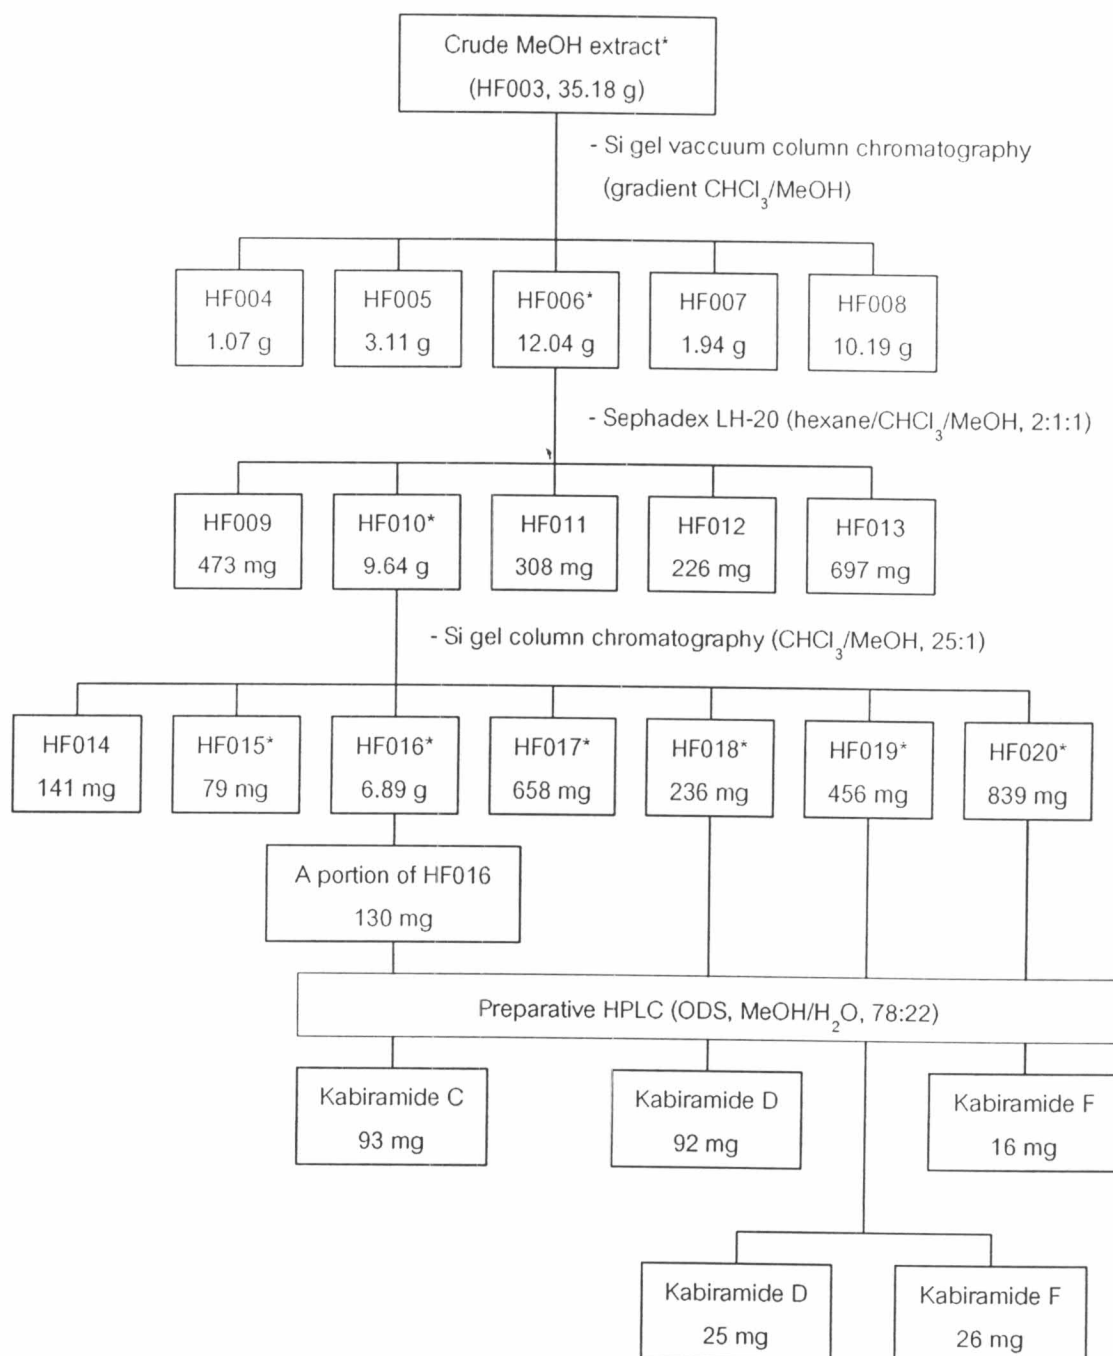 Crude MeOH extract*
(HF003, 35.18 g)
- Si gel vaccuum column chromatography
(gradient CHCl₃/MeOH)
HF004
1.07 g
HF005
3.11 g
HF006*
12.04 g
HF007
1.94 g
HF008
10.19 g
- Sephadex LH-20 (hexane/CHCl₃/MeOH, 2:1:1)
HF009
473 mg
HF010*
9.64 g
HF011
308 mg
HF012
226 mg
HF013
697 mg
- Si gel column chromatography (CHCl₃/MeOH, 25:1)
HF014
141 mg
HF015*
79 mg
HF016*
6.89 g
HF017*
658 mg
HF018*
236 mg
HF019*
456 mg
HF020*
839 mg
A portion of HF016
130 mg
Preparative HPLC (ODS, MeOH/H₂O, 78:22)
Kabiramide C
93 mg
Kabiramide D
92 mg
Kabiramide F
16 mg
Kabiramide D
25 mg
Kabiramide F
26 mg